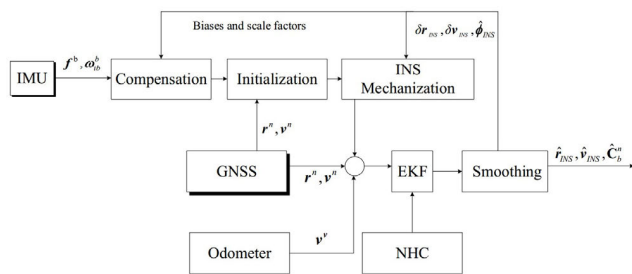 Biases and scale factors
δr_INS, δv_INS, φ̂_INS
IMU
f^b, ω^b_ib
Compensation
Initialization
INS
Mechanization
r^n, v^n
GNSS
r^n, v^n
EKF
Smoothing
r̂_INS, v̂_INS, Ĉ^n_b
Odometer
v^v
NHC